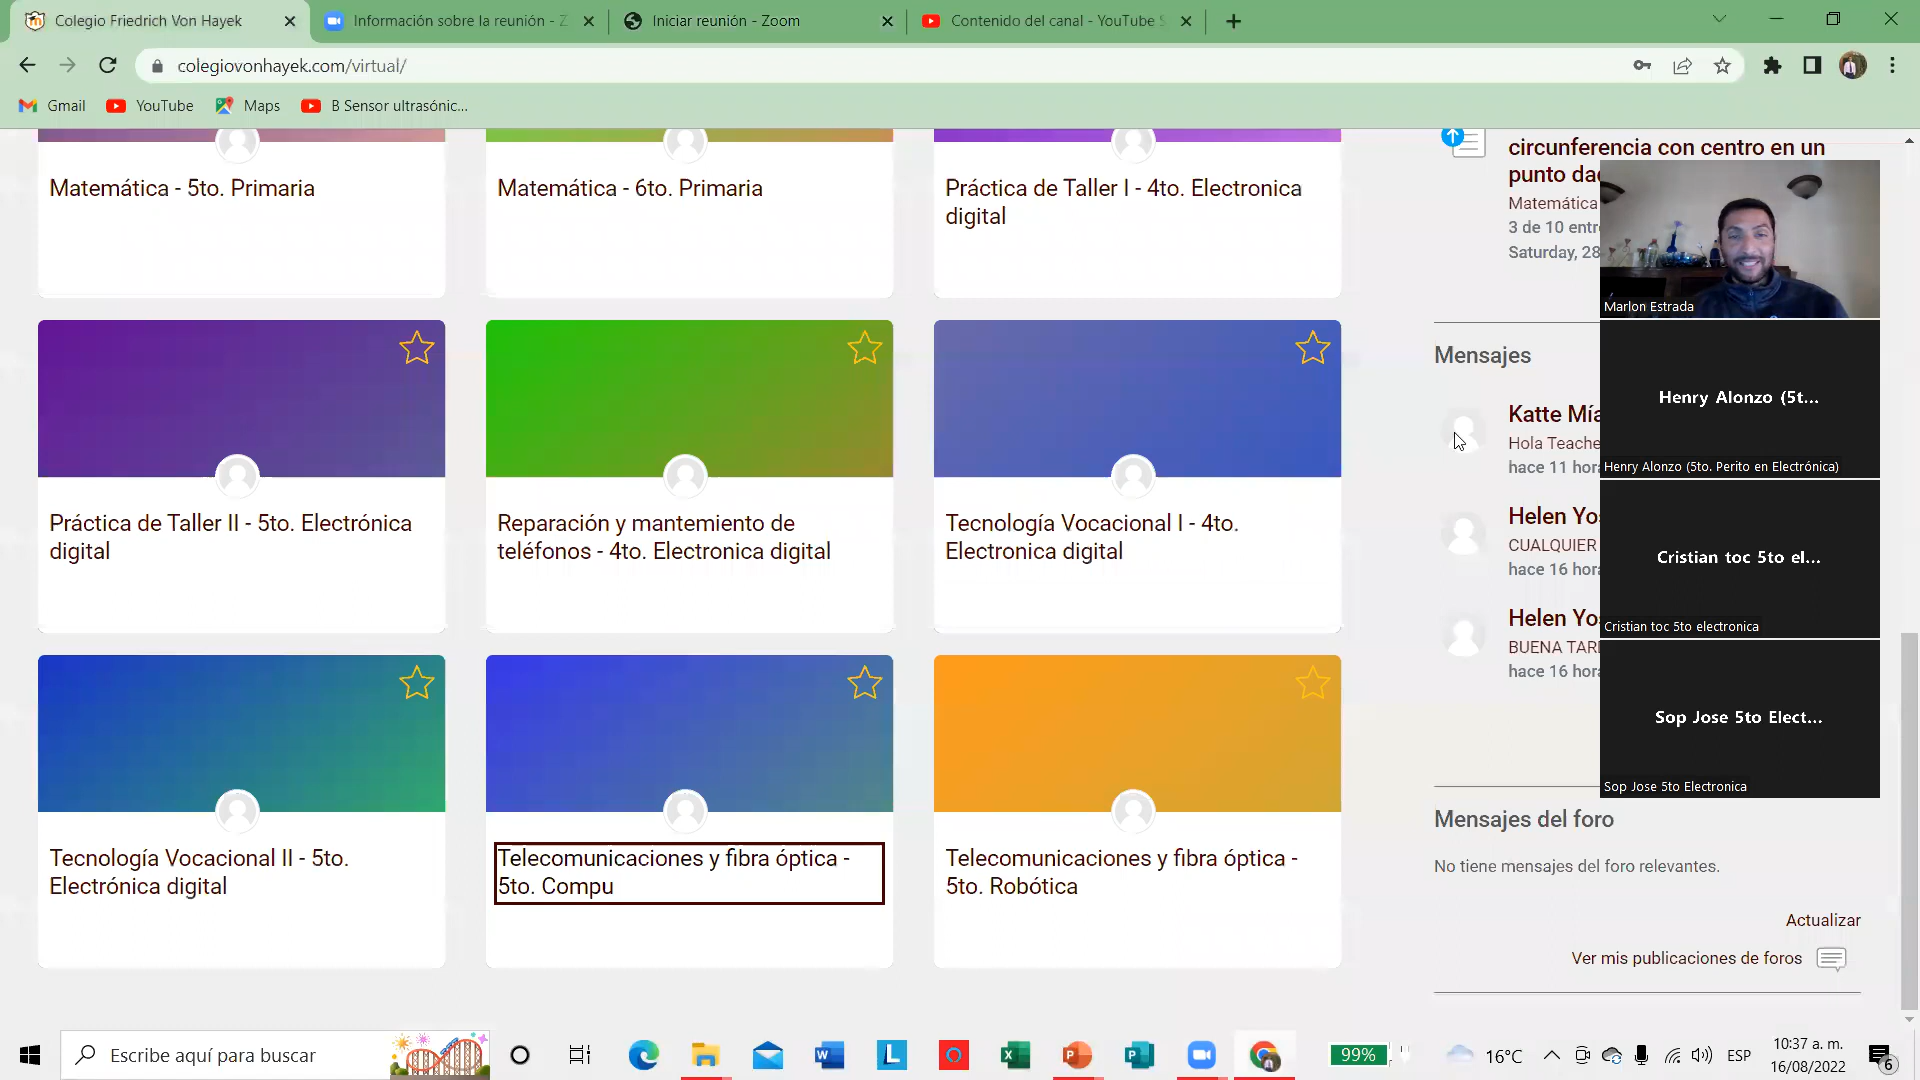 Colegio Friedrich Von Hayek
Información sobre la reunión - Z
Iniciar reunión - Zoom
Contenido del canal - YouTube S
colegiovonhayek.com/virtual/
Gmail
YouTube
Maps
B Sensor ultrasónic...
Matemática - 5to. Primaria
Matemática - 6to. Primaria
Práctica de Taller I - 4to. Electronica
digital
Práctica de Taller II - 5to. Electrónica
digital
Reparación y mantemiento de
teléfonos - 4to. Electronica digital
Tecnología Vocacional I - 4to.
Electronica digital
Tecnología Vocacional II - 5to.
Electrónica digital
Telecomunicaciones y fibra óptica -
5to. Compu
Telecomunicaciones y fibra óptica -
5to. Robótica
circunferencia con centro en un
punto da
Matemática
3 de 10 entr
Saturday, 28
Mensajes
Katte Mía
Hola Teache
hace 11 hor
Helen Yo
CUALQUIER
hace 16 hor
Helen Yo
BUENA TAR
hace 16 hor
Marlon Estrada
Henry Alonzo (5t...
Henry Alonzo (5to. Perito en Electrónica)
Cristian toc 5to el...
Cristian toc 5to electronica
Sop Jose 5to Elect...
Sop Jose 5to Electronica
Mensajes del foro
No tiene mensajes del foro relevantes.
Actualizar
Ver mis publicaciones de foros
Escribe aquí para buscar
99%
16°C
ESP
10:37 a. m.
16/08/2022
6